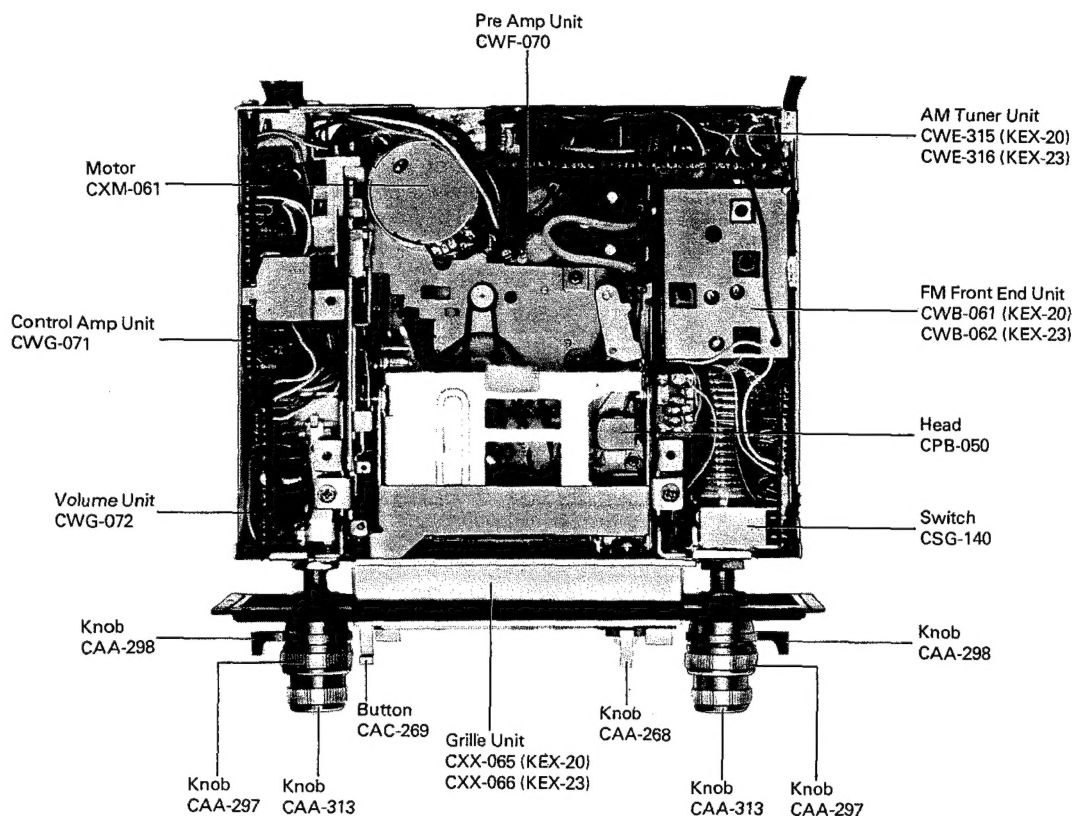 Pre Amp Unit
CWF-070
AM Tuner Unit
CWE-315 (KEX-20)
CWE-316 (KEX-23)
Motor
CXM-061
FM Front End Unit
CWB-061 (KEX-20)
CWB-062 (KEX-23)
Control Amp Unit
CWG-071
Head
CPB-050
Volume Unit
CWG-072
Switch
CSG-140
Knob
CAA-298
Knob
CAA-298
Button
CAC-269
Knob
CAA-268
Grille Unit
CXX-065 (KEX-20)
CXX-066 (KEX-23)
Knob
CAA-297
Knob
CAA-313
Knob
CAA-313
Knob
CAA-297